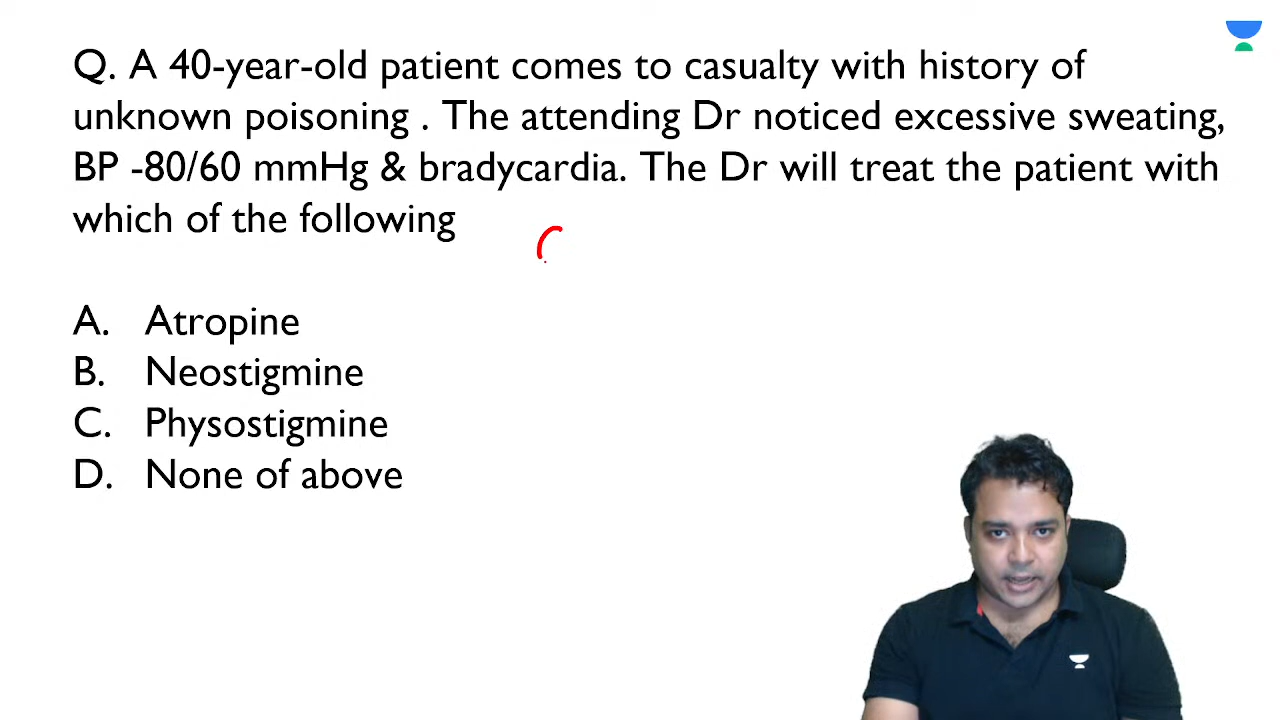 Q. A 40-year-old patient comes to casualty with history of
unknown poisoning . The attending Dr noticed excessive sweating,
BP -80/60 mmHg & bradycardia. The Dr will treat the patient with
which of the following
A. Atropine
B. Neostigmine
C. Physostigmine
D. None of above